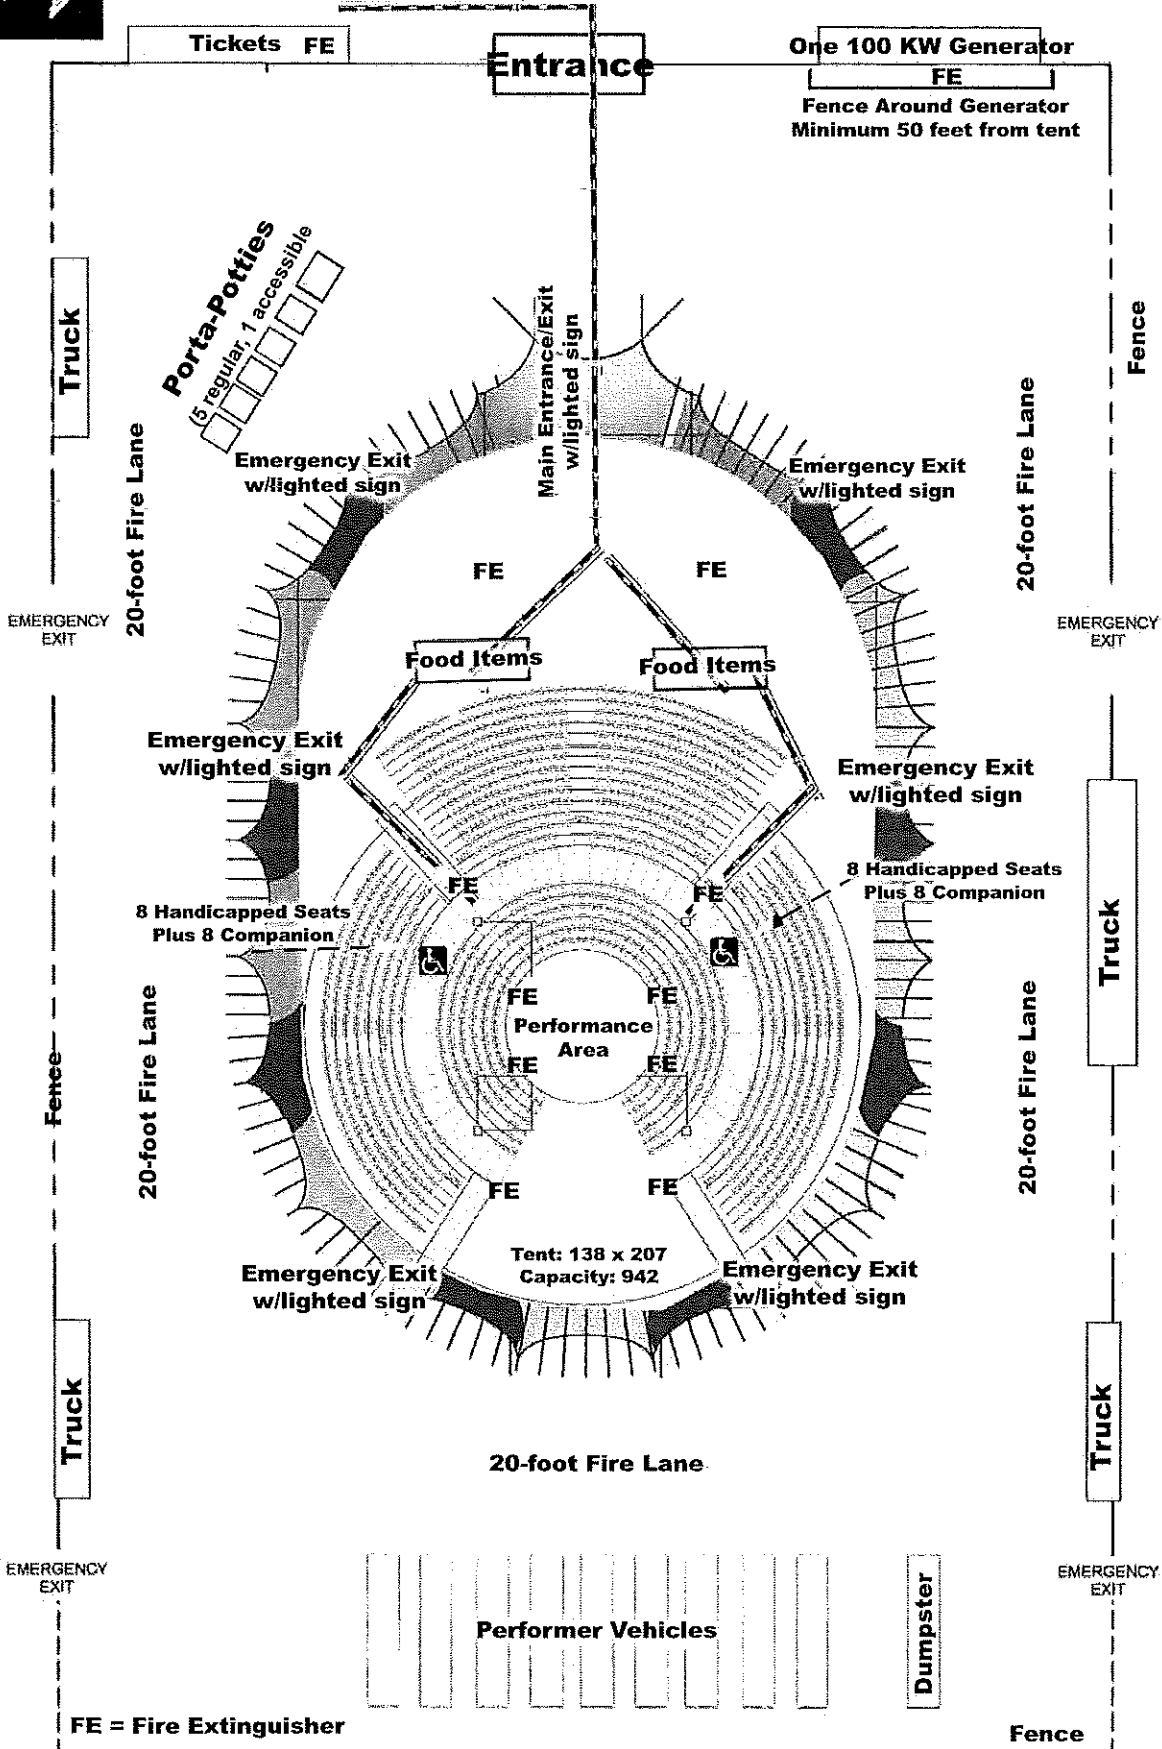 Tickets FE
Entrance
One 100 KW Generator
FE
Fence Around Generator
Minimum 50 feet from tent
Porta-Potties
(5 regular, 1 accessible
Truck
Main Entrance/Exit
w/lighted sign
Fence
20-foot Fire Lane
Emergency Exit
w/lighted sign
Emergency Exit
w/lighted sign
20-foot Fire Lane
FE
FE
EMERGENCY
EXIT
EMERGENCY
EXIT
Food Items
Food Items
Emergency Exit
w/lighted sign
Emergency Exit
w/lighted sign
FE
FE
8 Handicapped Seats
Plus 8 Companion
8 Handicapped Seats
Plus 8 Companion
Truck
FE
FE
Performance
Area
FE
FE
Fence
20-foot Fire Lane
20-foot Fire Lane
FE
FE
Tent: 138 x 207
Capacity: 942
Emergency Exit
w/lighted sign
Emergency Exit
w/lighted sign
Truck
Truck
20-foot Fire Lane
EMERGENCY
EXIT
EMERGENCY
EXIT
Performer Vehicles
Dumpster
FE = Fire Extinguisher
Fence